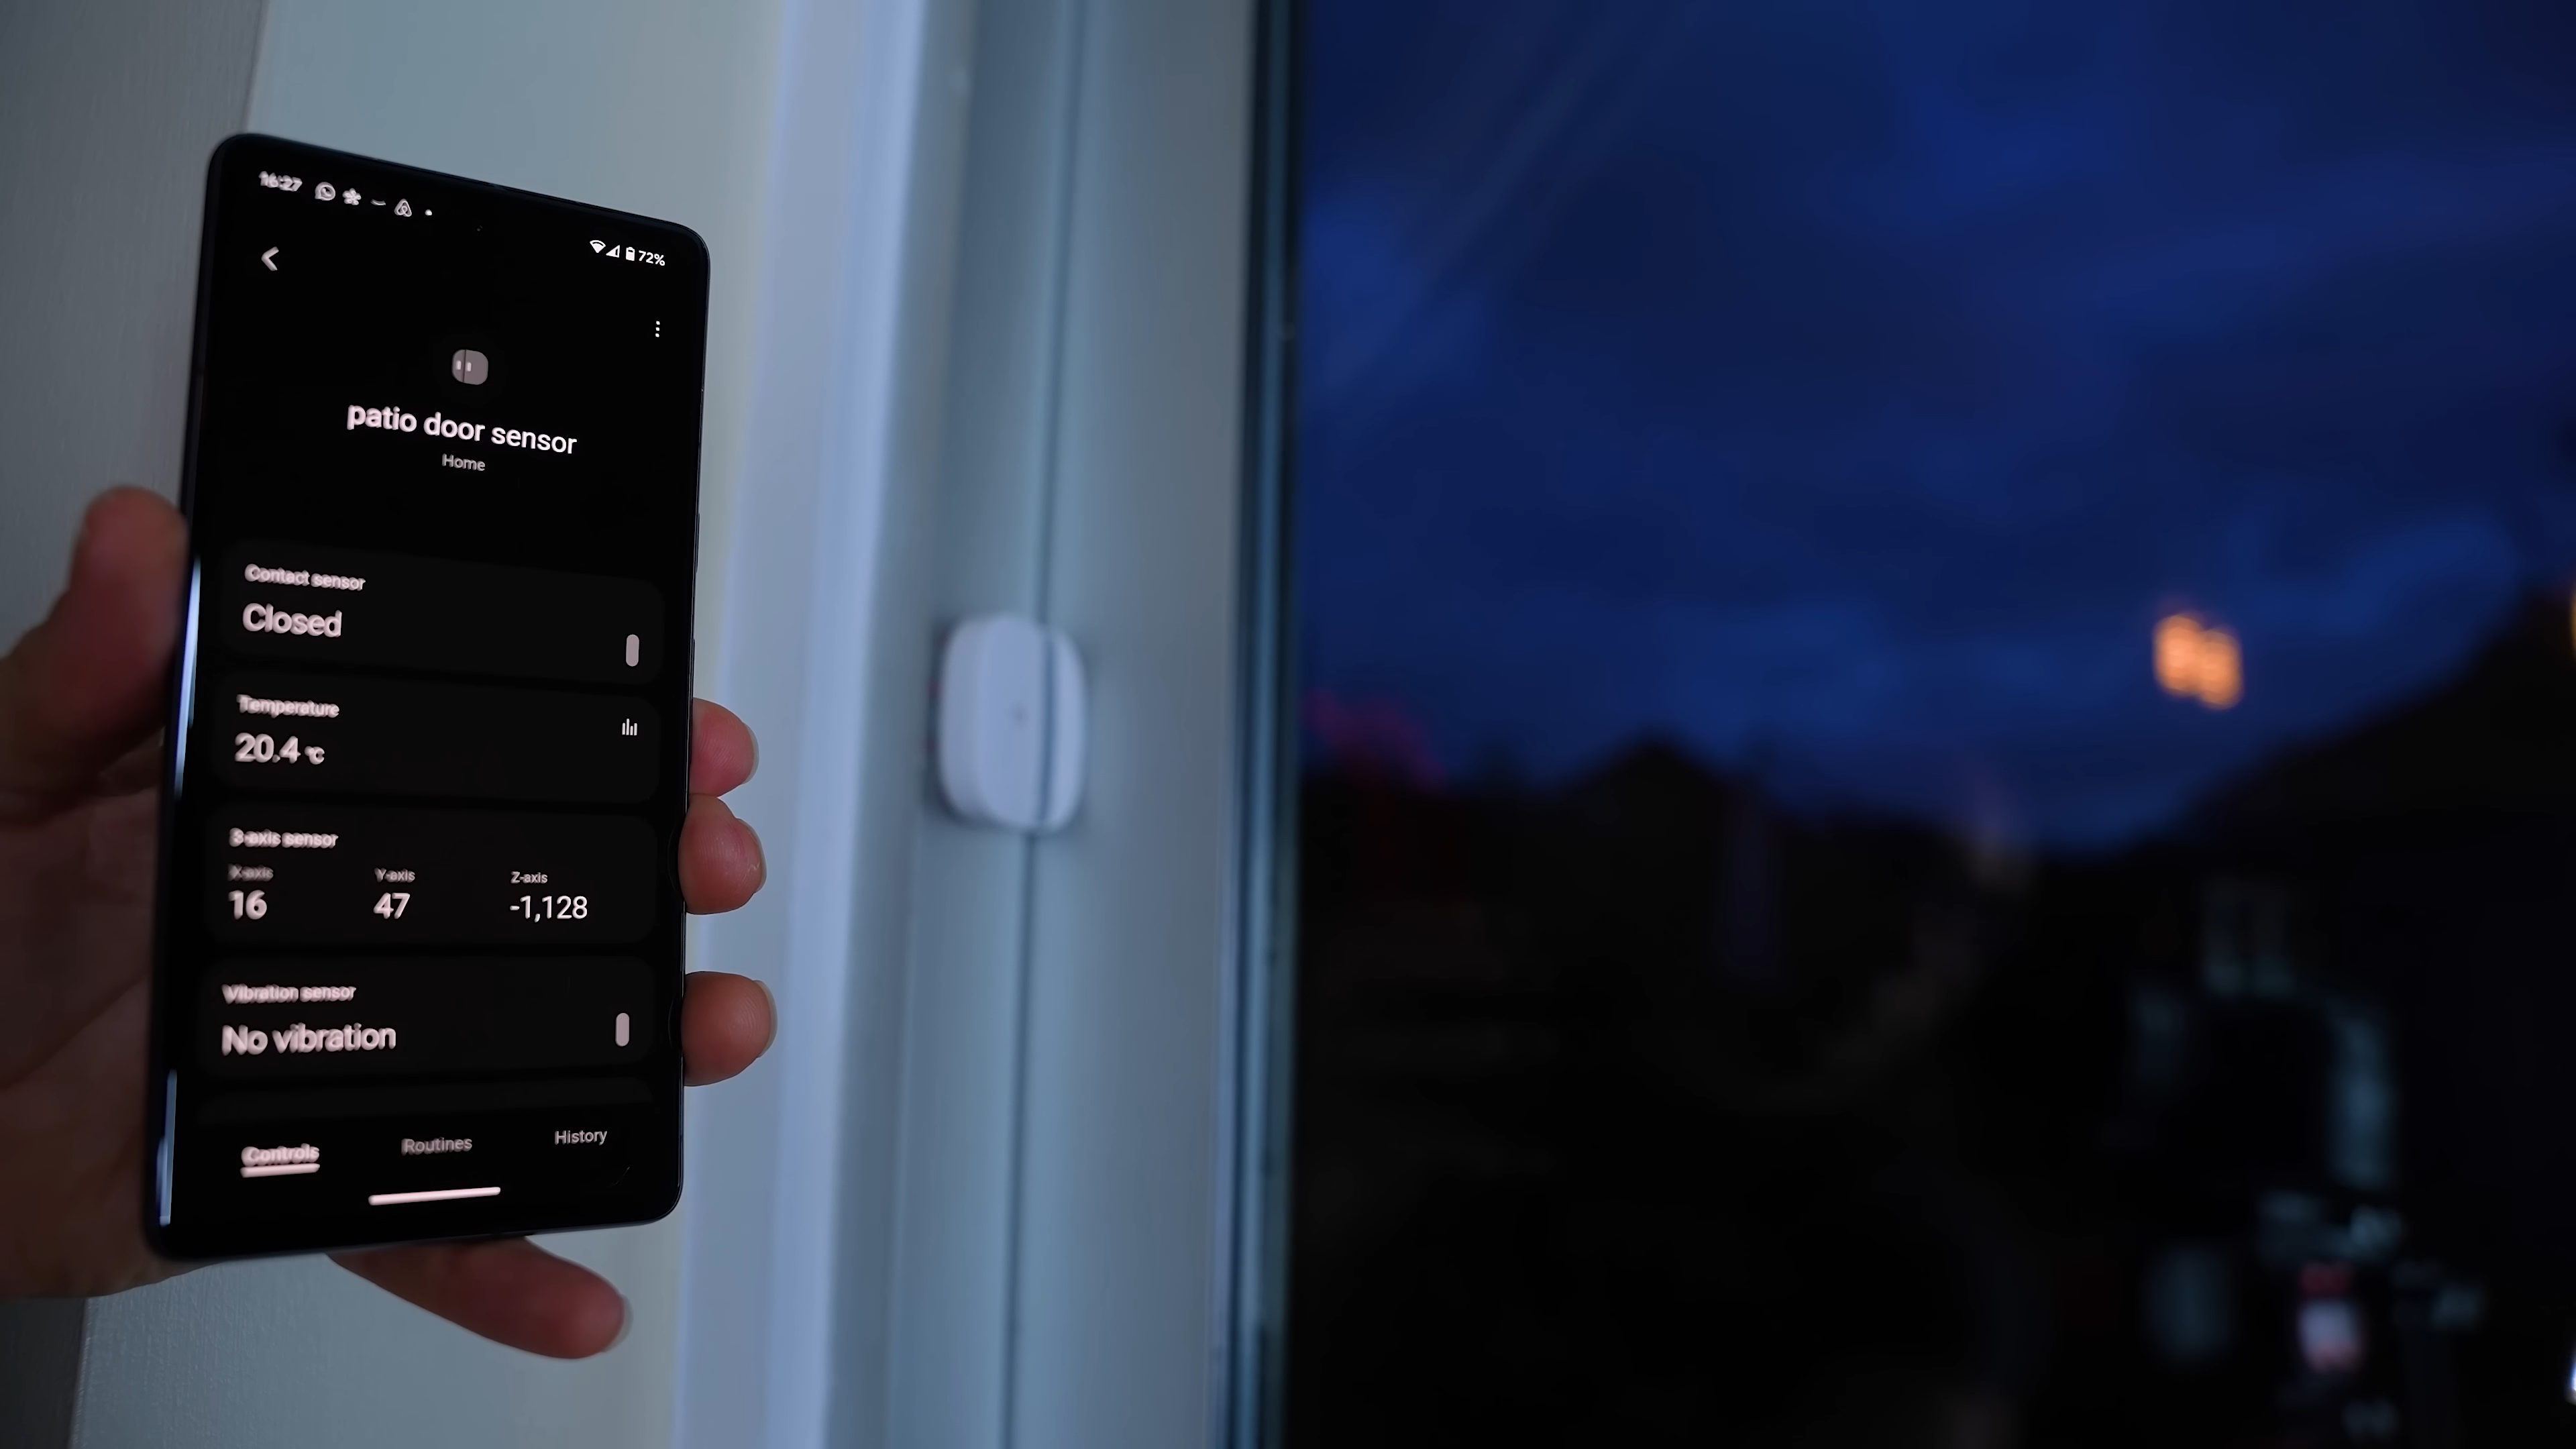 16:27
72%
patio door sensor
Home
Contact sensor
Closed
Temperature
20.4 °C
3-axis sensor
X-axis Y-axis Z-axis
16 47 -1,128
Vibration sensor
No vibration
Controls Routines History